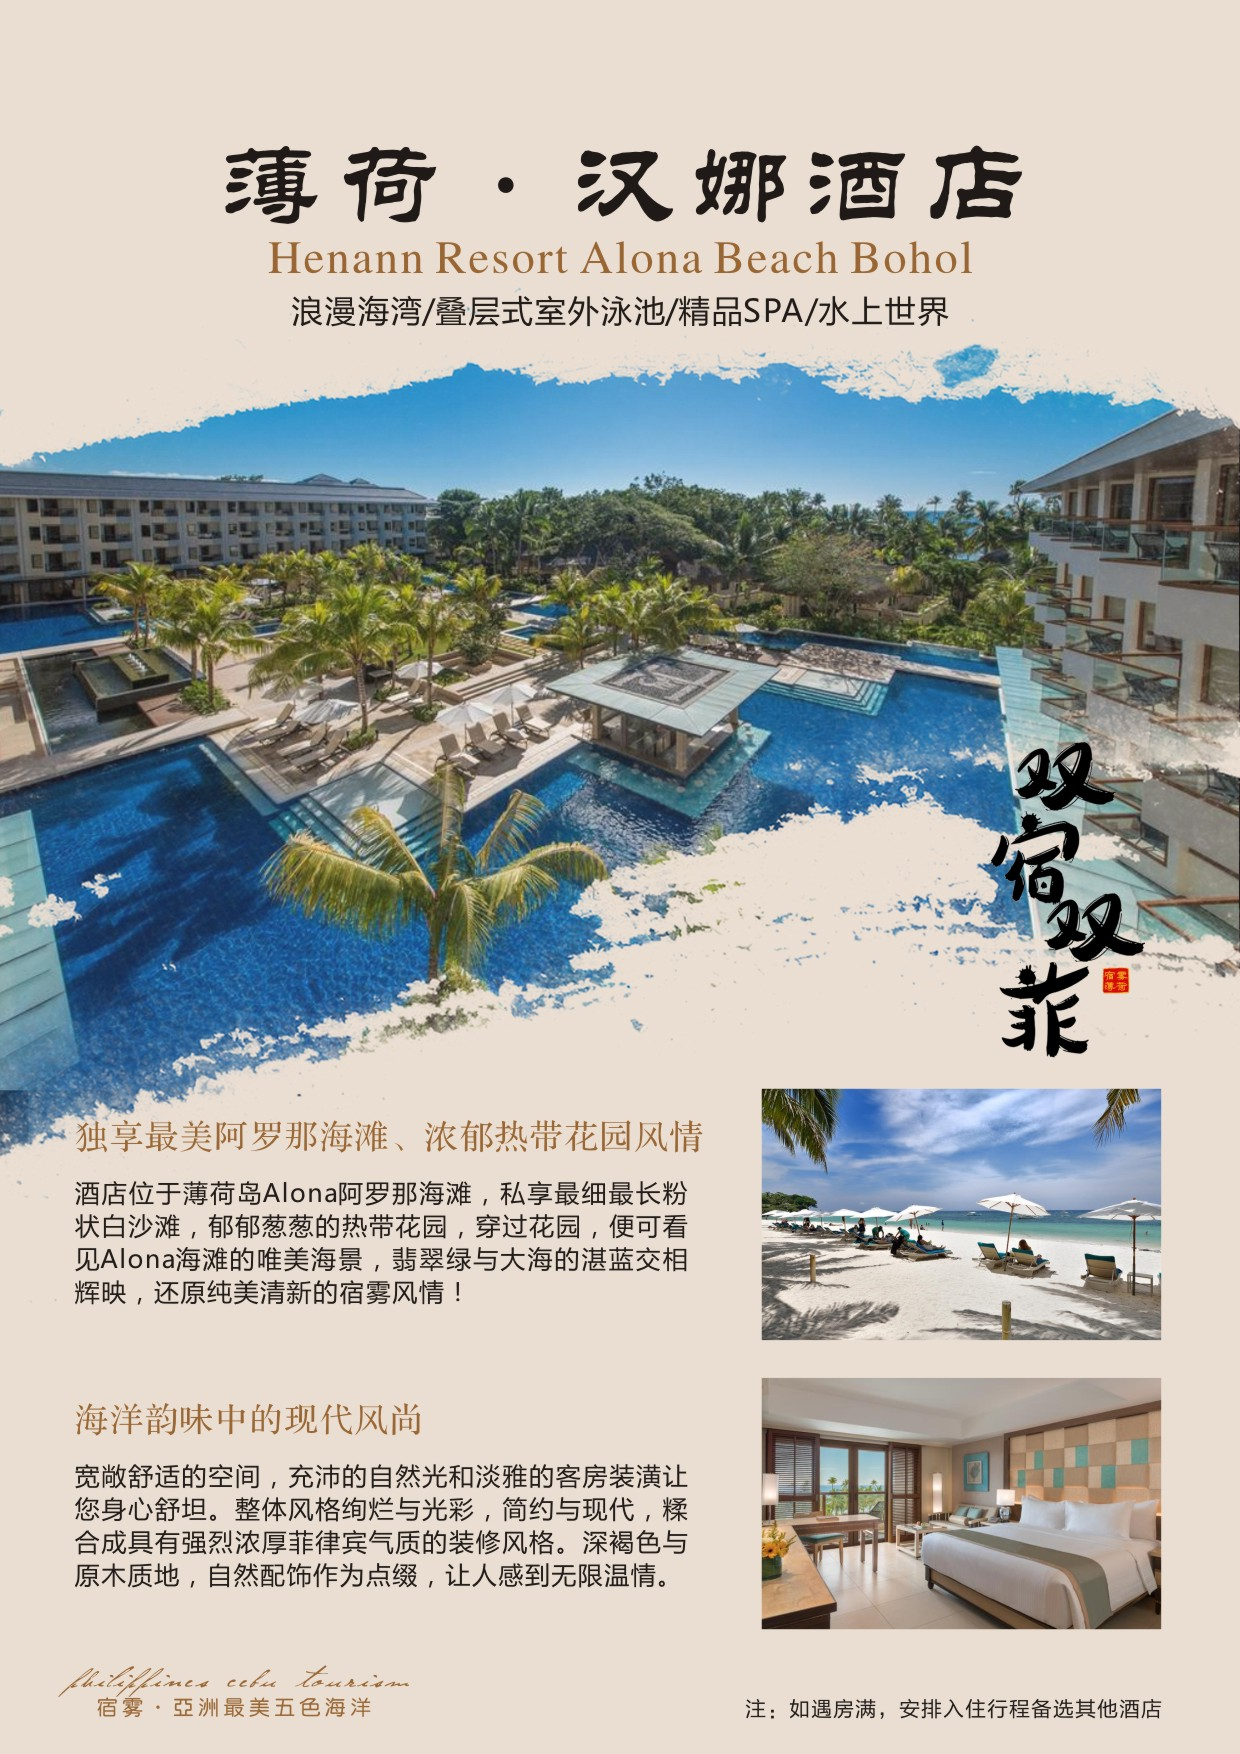 薄荷·汉娜酒店
Henann Resort Alona Beach Bohol
浪漫海湾/叠层式室外泳池/精品SPA/水上世界
双
宿
双
菲
宿雾
薄荷
独享最美阿罗那海滩、浓郁热带花园风情
酒店位于薄荷岛Alona阿罗那海滩，私享最细最长粉
状白沙滩，郁郁葱葱的热带花园，穿过花园，便可看
见Alona海滩的唯美海景，翡翠绿与大海的湛蓝交相
辉映，还原纯美清新的宿雾风情！
海洋韵味中的现代风尚
宽敞舒适的空间，充沛的自然光和淡雅的客房装潢让
您身心舒坦。整体风格绚烂与光彩，简约与现代，糅
合成具有强烈浓厚菲律宾气质的装修风格。深褐色与
原木质地，自然配饰作为点缀，让人感到无限温情。
philippines cebu tourism
宿雾·亞洲最美五色海洋
注：如遇房满，安排入住行程备选其他酒店